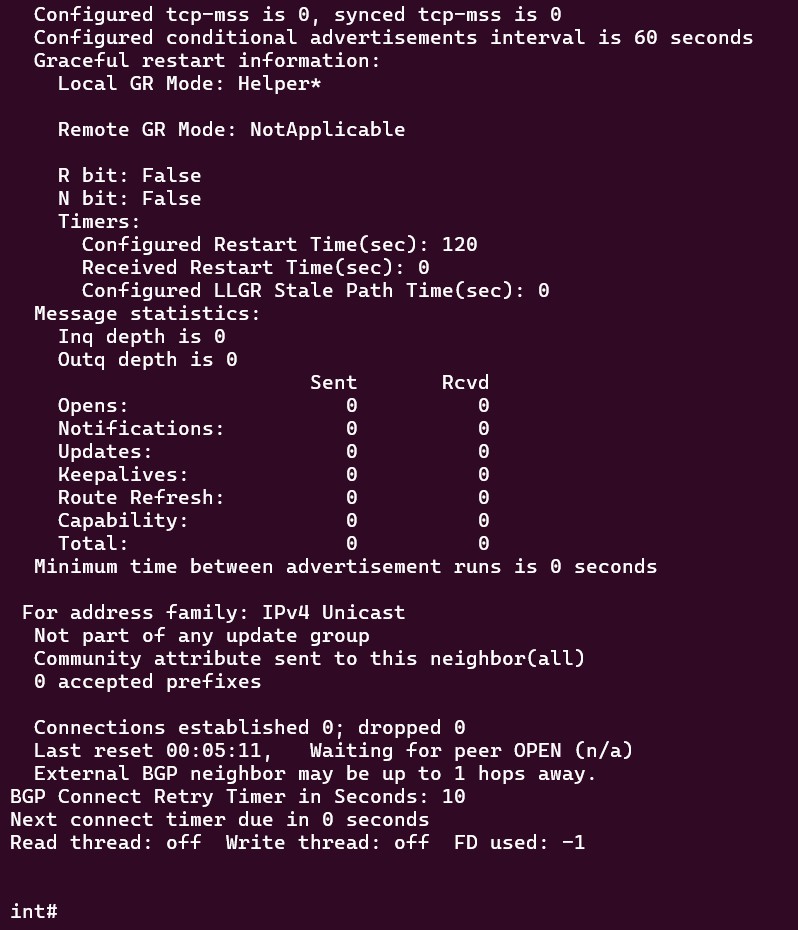 Configured tcp-mss is 0, synced tcp-mss is 0
Configured conditional advertisements interval is 60 seconds
Graceful restart information:
Local GR Mode: Helper*
Remote GR Mode: NotApplicable
R bit: False
N bit: False
Timers:
Configured Restart Time(sec): 120
Received Restart Time(sec): 0
Configured LLGR Stale Path Time(sec): 0
Message statistics:
Inq depth is 0
Outq depth is 0
Sent Rcvd
Opens: 0 0
Notifications: 0 0
Updates: 0 0
Keepalives: 0 0
Route Refresh: 0 0
Capability: 0 0
Total: 0 0
Minimum time between advertisement runs is 0 seconds
For address family: IPv4 Unicast
Not part of any update group
Community attribute sent to this neighbor(all)
0 accepted prefixes
Connections established 0; dropped 0
Last reset 00:05:11, Waiting for peer OPEN (n/a)
External BGP neighbor may be up to 1 hops away.
BGP Connect Retry Timer in Seconds: 10
Next connect timer due in 0 seconds
Read thread: off Write thread: off FD used: -1
int#